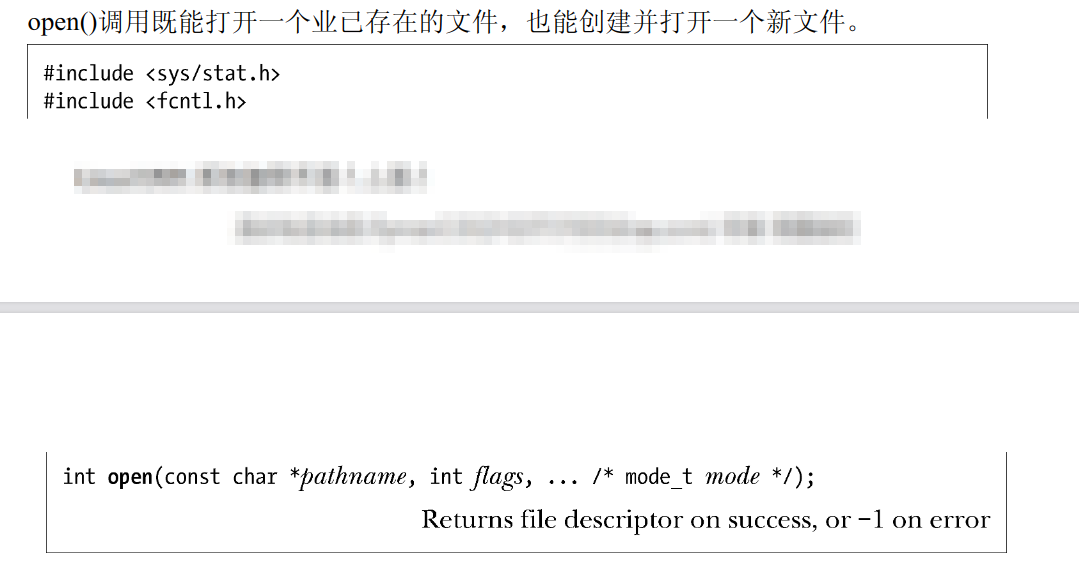 open()调用既能打开一个业已存在的文件，也能创建并打开一个新文件。
#include <sys/stat.h>
#include <fcntl.h>
int open(const char *pathname, int flags, ... /* mode_t mode */);
Returns file descriptor on success, or −1 on error